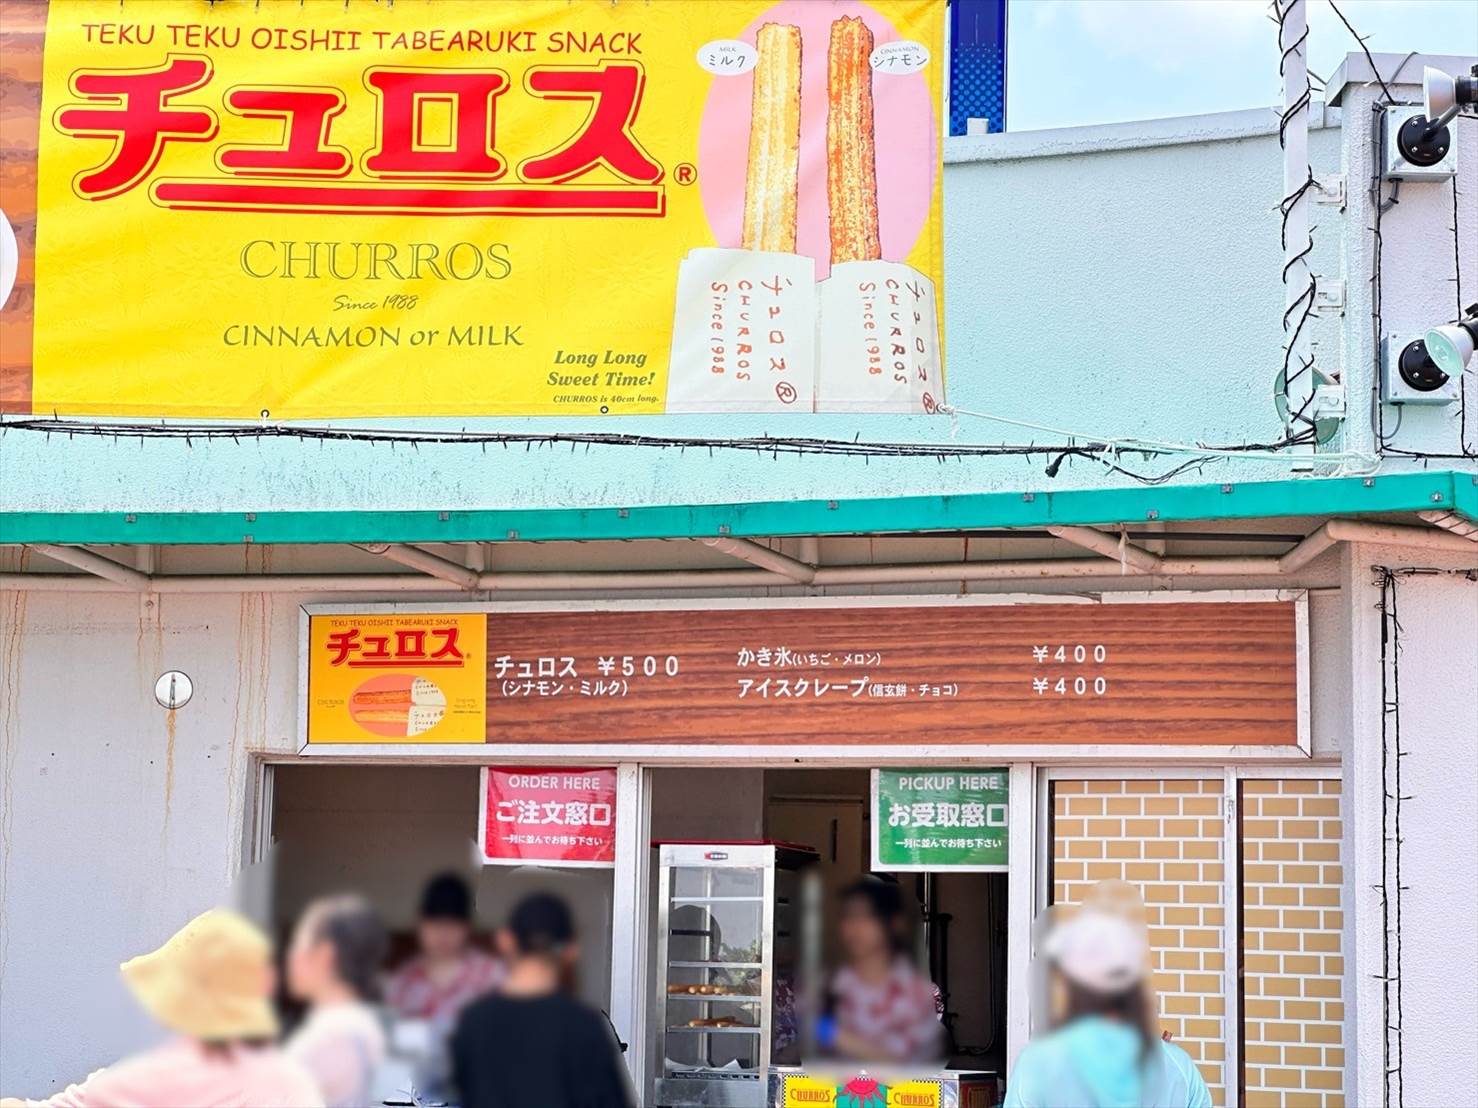 TEKU TEKU OISHII TABEARUKI SNACK
チュロス®
CHURROS
Since 1988
CINNAMON or MILK
Long Long
Sweet Time!
CHURROS is 40cm long.
MILK
ミルク
CINNAMON
シナモン
チュロス®
CHURROS
Since 1988
チュロス®
CHURROS
Since 1988
TEKU TEKU OISHII TABEARUKI SNACK
チュロス®
チュロス ¥500
(シナモン・ミルク)
かき氷(いちご・メロン) ¥400
アイスクレープ(信玄餅・チョコ) ¥400
ORDER HERE
ご注文窓口
一列に並んでお待ち下さい
PICKUP HERE
お受取窓口
一列に並んでお待ち下さい
CHURROS
CHURROS